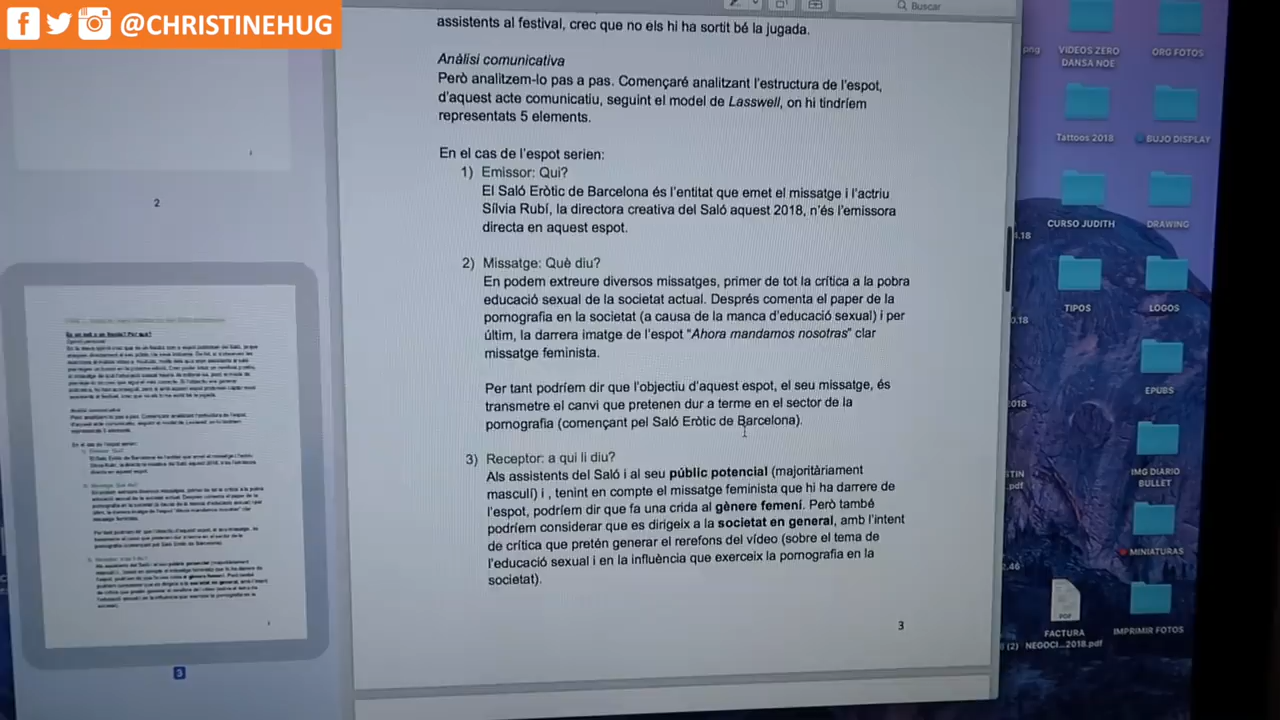 @CHRISTINEHUG
Buscar
assistents al festival, crec que no els hi ha sortit bé la jugada.
Anàlisi comunicativa
Però analitzem-lo pas a pas. Començaré analitzant l'estructura de l'espot,
d'aquest acte comunicatiu, seguint el model de Lasswell, on hi tindríem
representats 5 elements.
En el cas de l'espot serien:
1) Emissor: Qui?
El Saló Eròtic de Barcelona és l'entitat que emet el missatge i l'actriu
Sílvia Rubí, la directora creativa del Saló aquest 2018, n'és l'emissora
directa en aquest espot.
2) Missatge: Què diu?
En podem extreure diversos missatges, primer de tot la crítica a la pobra
educació sexual de la societat actual. Després comenta el paper de la
pornografia en la societat (a causa de la manca d'educació sexual) i per
últim, la darrera imatge de l'espot "Ahora mandamos nosotras" clar
missatge feminista.
Per tant podríem dir que l'objectiu d'aquest espot, el seu missatge, és
transmetre el canvi que pretenen dur a terme en el sector de la
pornografia (començant pel Saló Eròtic de Barcelona).
3) Receptor: a qui li diu?
Als assistents del Saló i al seu públic potencial (majoritàriament
masculí) i , tenint en compte el missatge feminista que hi ha darrere de
l'espot, podríem dir que fa una crida al gènere femení. Però també
podríem considerar que es dirigeix a la societat en general, amb l'intent
de crítica que pretén generar el rerefons del vídeo (sobre el tema de
l'educació sexual i en la influència que exerceix la pornografia en la
societat).
3
2
3
png
VIDEOS ZERO
DANSA NOE
ORG FOTOS
Tattoos 2018
BUJO DISPLAY
CURSO JUDITH
DRAWING
TIPOS
LOGOS
EPUBS
IMG DIARIO
BULLET
MINIATURAS
PDF
FACTURA
NEGOCI...2018.pdf
IMPRIMIR FOTOS